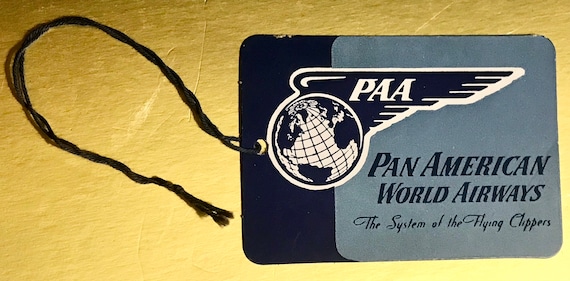 PAA
PAN AMERICAN
WORLD AIRWAYS
The System of the Flying Clippers